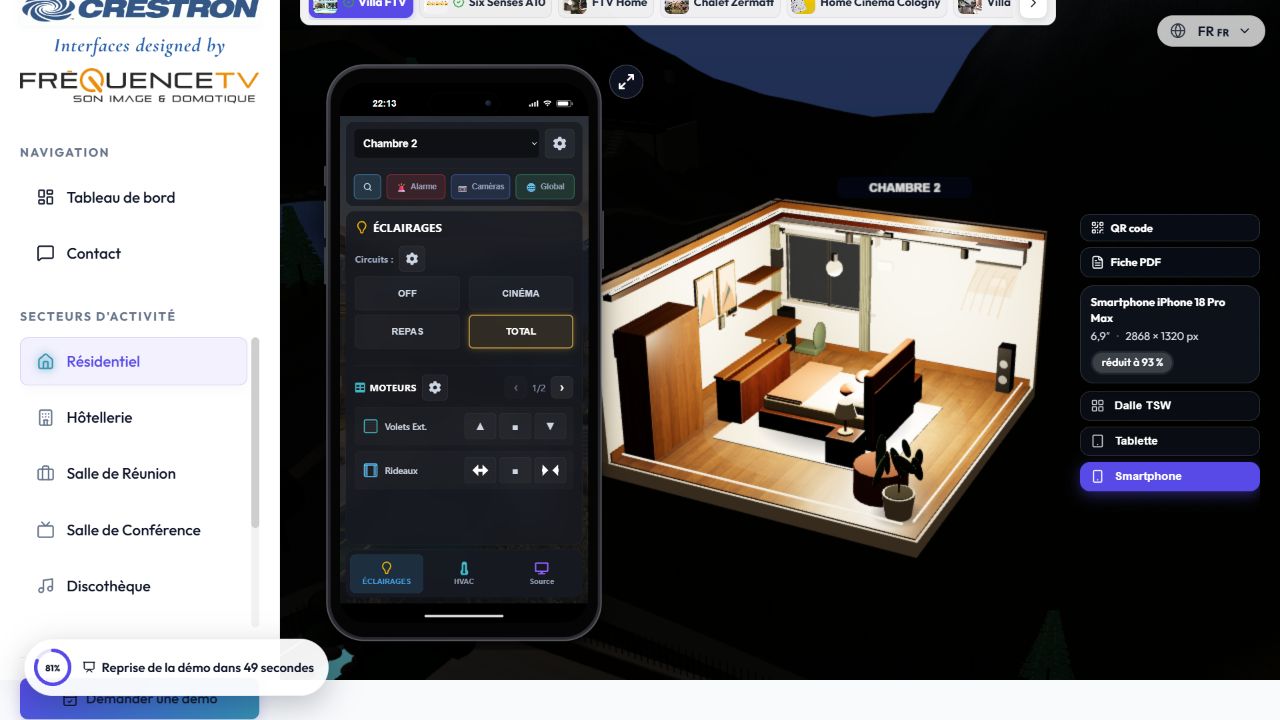 CRESTRON
Interfaces designed by
FRÉQUENCETV
SON IMAGE & DOMOTIQUE
NAVIGATION
Tableau de bord
Contact
SECTEURS D'ACTIVITÉ
Résidentiel
Hôtellerie
Salle de Réunion
Salle de Conférence
Discothèque
81%
Reprise de la démo dans 49 secondes
Demander une démo
Villa FTV
Six Senses A10
FTV Home
Chalet Zermatt
Home Cinema Cologny
Villa
FR FR
22:13
Chambre 2
Alarme
Caméras
Global
ÉCLAIRAGES
Circuits :
OFF
CINÉMA
REPAS
TOTAL
MOTEURS
1/2
Volets Ext.
Rideaux
ÉCLAIRAGES
HVAC
Source
CHAMBRE 2
QR code
Fiche PDF
Smartphone iPhone 18 Pro
Max
6,9" · 2868 × 1320 px
réduit à 93 %
Dalle TSW
Tablette
Smartphone